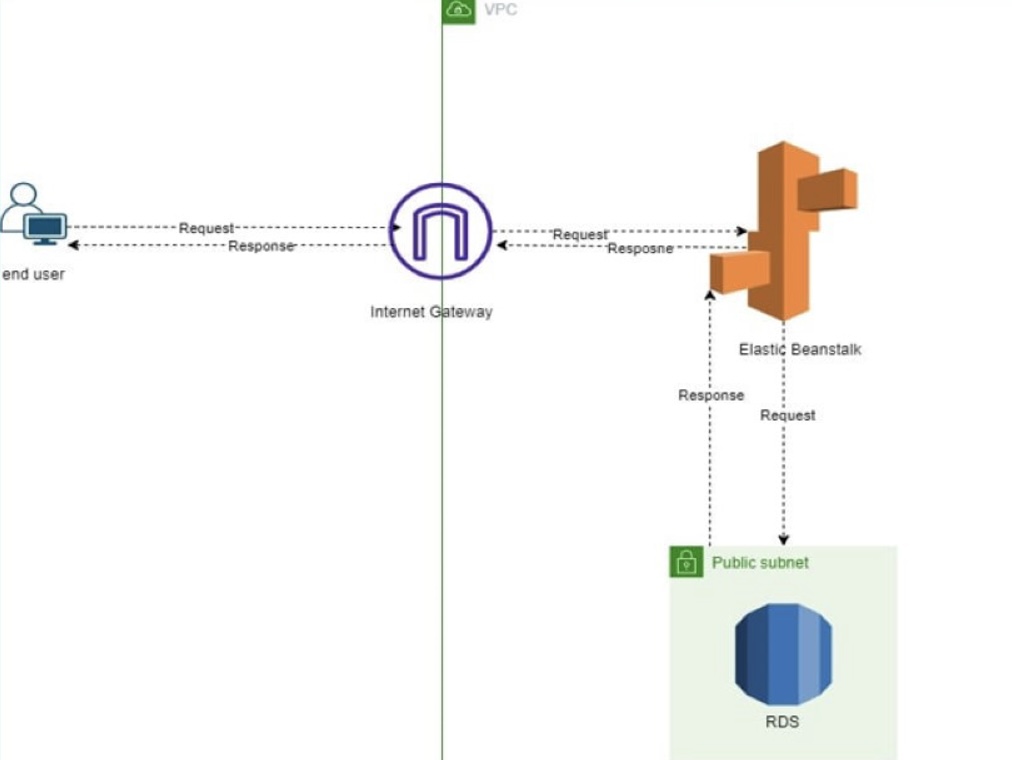 VPC
Request
Response
Request
Resposne
end user
Internet Gateway
Elastic Beanstalk
Response
Request
Public subnet
RDS